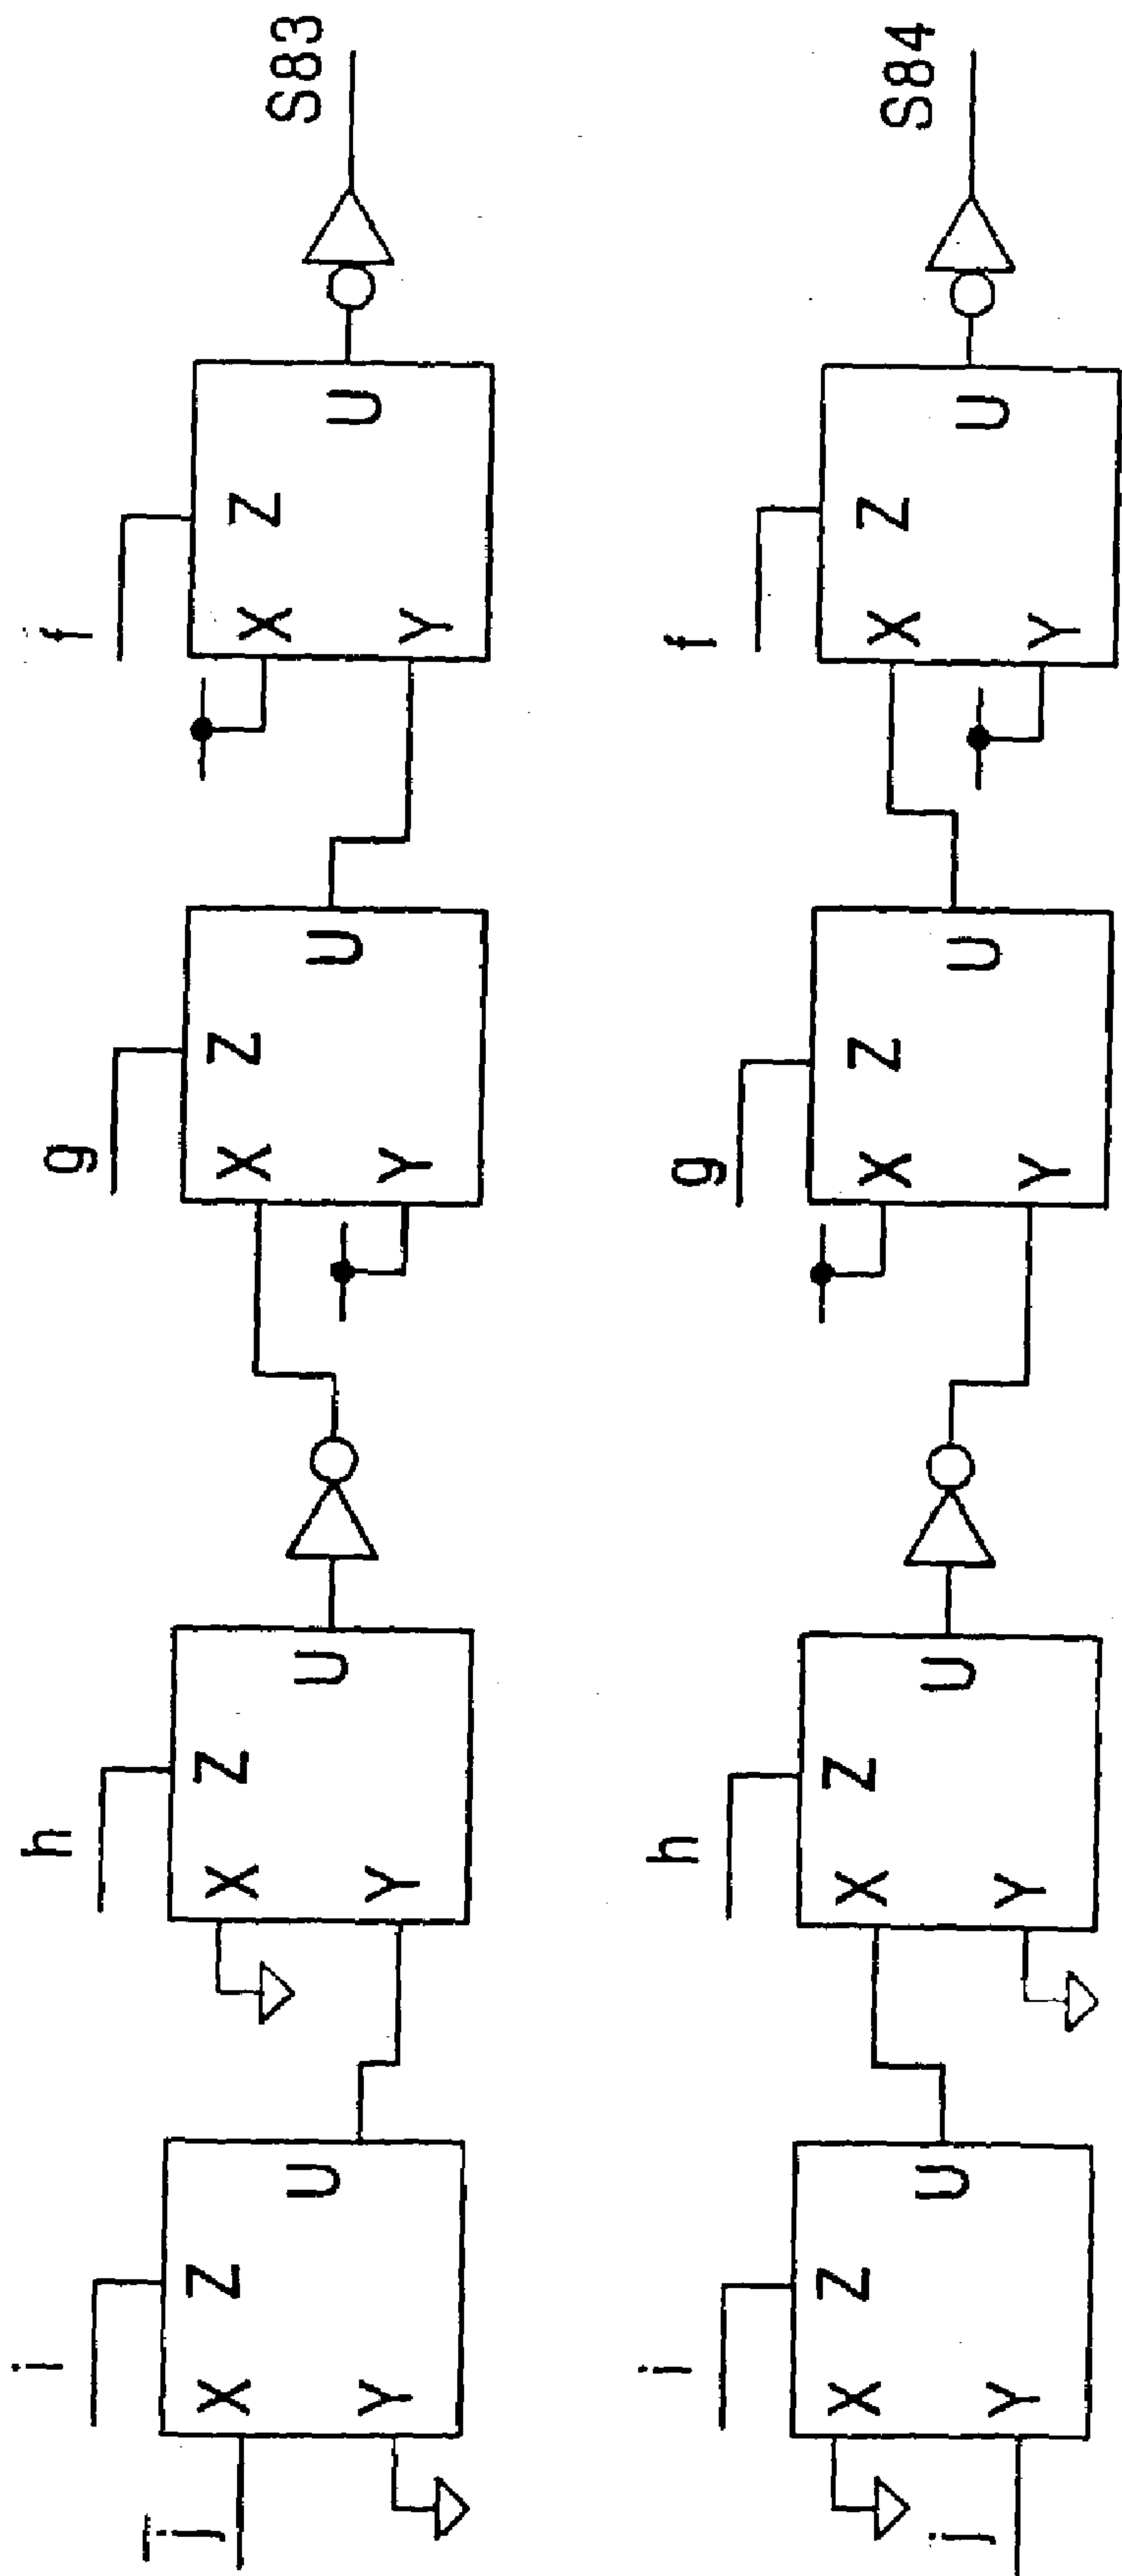 i h g f
j̅ X Z X Z X Z X Z
U U U U S83
Y Y Y Y
i h g f
X Z X Z X Z X Z
j U U U U S84
Y Y Y Y